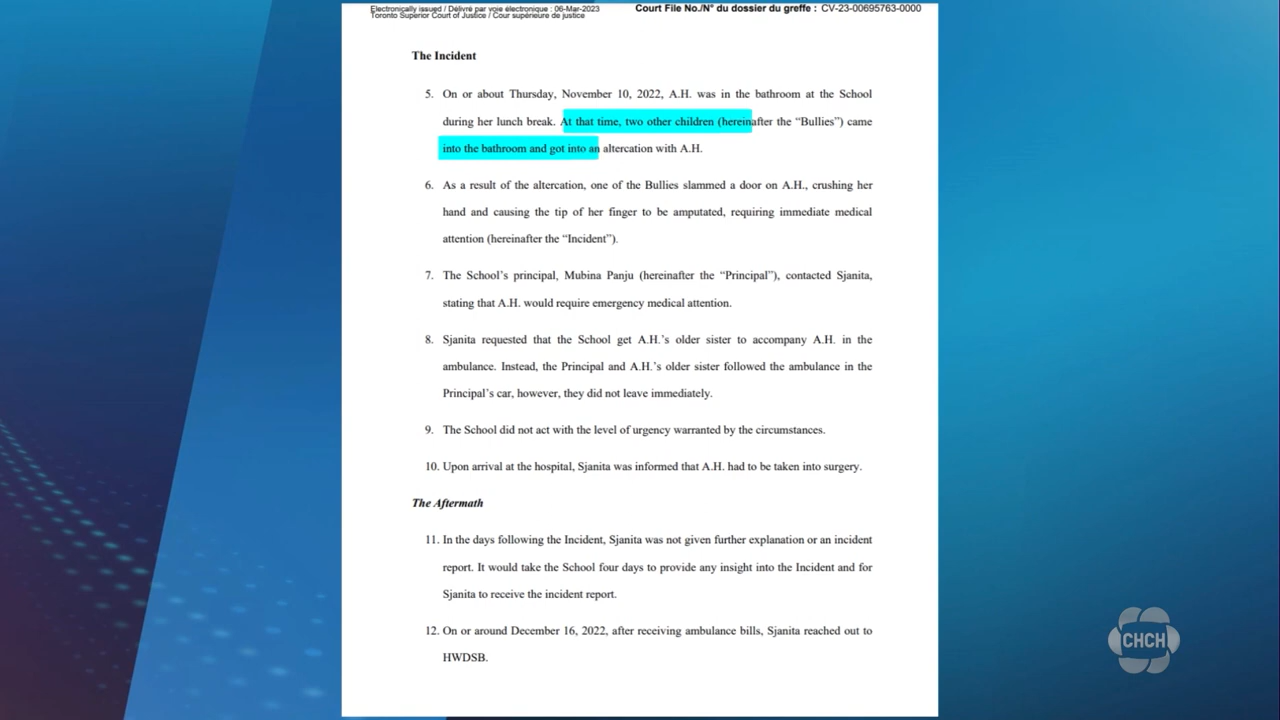 Electronically issued / Délivré par voie électronique : 06-Mar-2023
Toronto Superior Court of Justice / Cour supérieure de justice
Court File No./N° du dossier du greffe : CV-23-00695763-0000
The Incident
5. On or about Thursday, November 10, 2022, A.H. was in the bathroom at the School
during her lunch break. At that time, two other children (hereinafter the “Bullies”) came
into the bathroom and got into an altercation with A.H.
6. As a result of the altercation, one of the Bullies slammed a door on A.H., crushing her
hand and causing the tip of her finger to be amputated, requiring immediate medical
attention (hereinafter the “Incident”).
7. The School’s principal, Mubina Panju (hereinafter the “Principal”), contacted Sjanita,
stating that A.H. would require emergency medical attention.
8. Sjanita requested that the School get A.H.’s older sister to accompany A.H. in the
ambulance. Instead, the Principal and A.H.’s older sister followed the ambulance in the
Principal’s car, however, they did not leave immediately.
9. The School did not act with the level of urgency warranted by the circumstances.
10. Upon arrival at the hospital, Sjanita was informed that A.H. had to be taken into surgery.
The Aftermath
11. In the days following the Incident, Sjanita was not given further explanation or an incident
report. It would take the School four days to provide any insight into the Incident and for
Sjanita to receive the incident report.
12. On or around December 16, 2022, after receiving ambulance bills, Sjanita reached out to
HWDSB.
CHCH